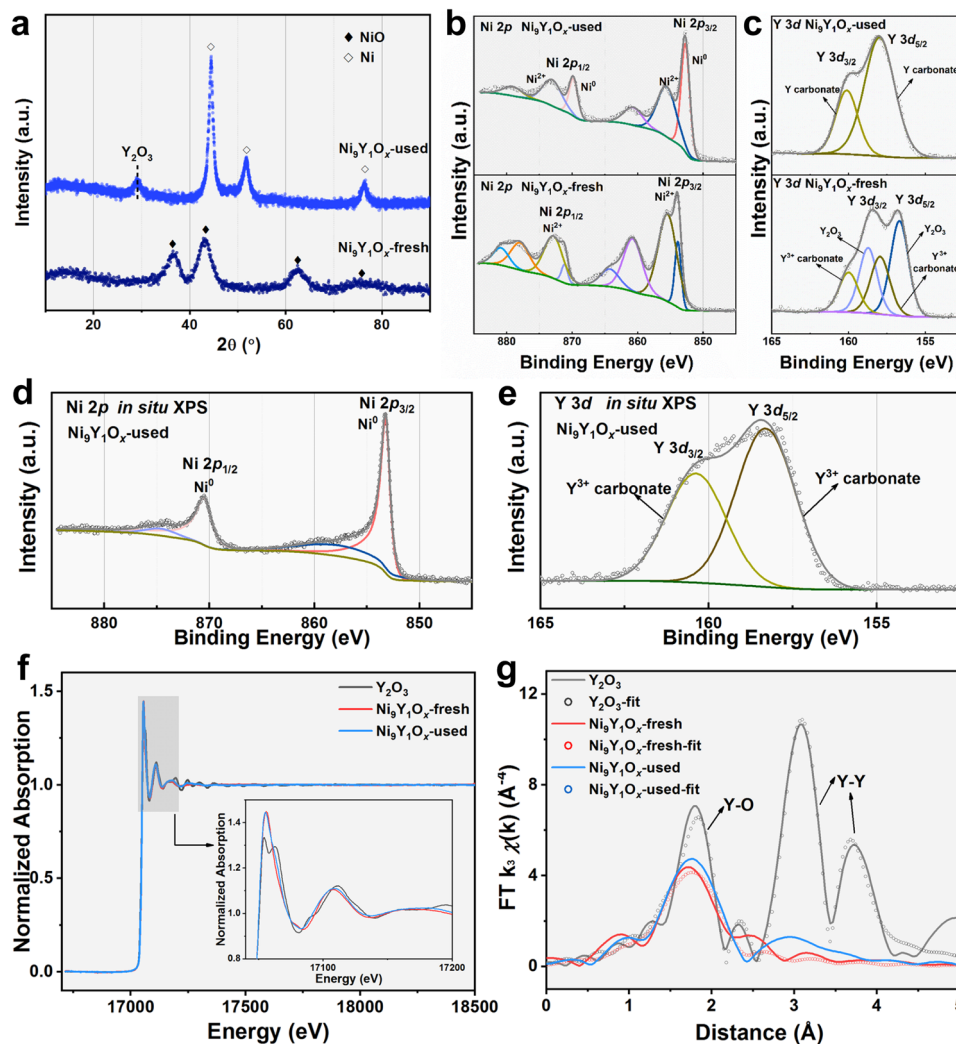 a
NiO
Ni
Y₂O₃
Ni₉Y₁Oₓ-used
Ni₉Y₁Oₓ-fresh
Intensity (a.u.)
20 40 60 80
2θ (°)
b
Ni 2p Ni₉Y₁Oₓ-used
Ni 2p₃/₂
Ni 2p₁/₂
Ni²⁺
Ni⁰
Ni²⁺
Ni⁰
Ni 2p Ni₉Y₁Oₓ-fresh
Ni 2p₃/₂
Ni²⁺
Ni 2p₁/₂
Ni²⁺
Intensity (a.u.)
880 870 860 850
Binding Energy (eV)
c
Y 3d Ni₉Y₁Oₓ-used
Y 3d₅/₂
Y 3d₃/₂
Y carbonate
Y carbonate
Y 3d Ni₉Y₁Oₓ-fresh
Y 3d₃/₂ Y 3d₅/₂
Y₂O₃
Y₂O₃
Y³⁺
carbonate
Y³⁺
carbonate
Intensity (a.u.)
165 160 155
Binding Energy (eV)
d
Ni 2p in situ XPS
Ni₉Y₁Oₓ-used
Ni 2p₃/₂
Ni⁰
Ni 2p₁/₂
Ni⁰
Intensity (a.u.)
880 870 860 850
Binding Energy (eV)
e
Y 3d in situ XPS
Ni₉Y₁Oₓ-used
Y 3d₅/₂
Y 3d₃/₂
Y³⁺ carbonate
Y³⁺ carbonate
Intensity (a.u.)
165 160 155
Binding Energy (eV)
f
Y₂O₃
Ni₉Y₁Oₓ-fresh
Ni₉Y₁Oₓ-used
Normalized Absorption
1.5
1.0
0.5
0.0
17000 17500 18000 18500
Energy (eV)
Normalized Absorption
1.4
1.2
1.0
0.8
17100 17200
Energy (eV)
g
Y₂O₃
Y₂O₃-fit
Ni₉Y₁Oₓ-fresh
Ni₉Y₁Oₓ-fresh-fit
Ni₉Y₁Oₓ-used
Ni₉Y₁Oₓ-used-fit
Y-O
Y-Y
FT k₃ χ(k) (Å⁻⁴)
12
8
4
0
0 1 2 3 4 5
Distance (Å)